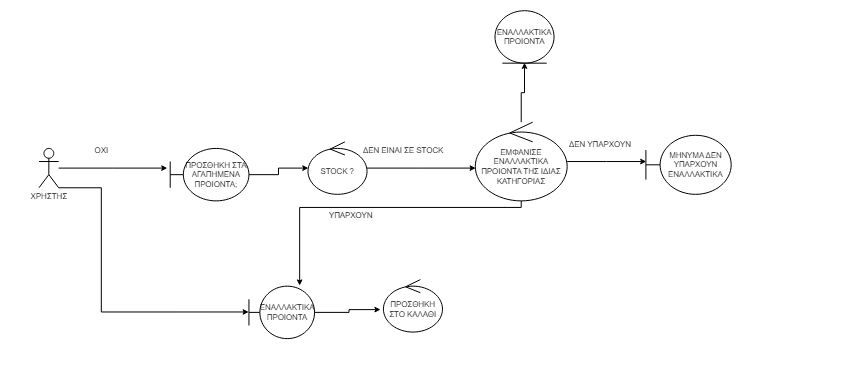 ΕΝΑΛΛΑΚΤΙΚΑ
ΠΡΟΙΟΝΤΑ
ΟΧΙ
ΠΡΟΣΘΗΚΗ ΣΤΑ
ΑΓΑΠΗΜΕΝΑ
ΠΡΟΙΟΝΤΑ;
STOCK ?
ΔΕΝ ΕΙΝΑΙ ΣΕ STOCK
ΕΜΦΑΝΙΣΕ
ΕΝΑΛΛΑΚΤΙΚΑ
ΠΡΟΙΟΝΤΑ ΤΗΣ ΙΔΙΑΣ
ΚΑΤΗΓΟΡΙΑΣ
ΔΕΝ ΥΠΑΡΧΟΥΝ
ΜΗΝΥΜΑ ΔΕΝ
ΥΠΑΡΧΟΥΝ
ΕΝΑΛΛΑΚΤΙΚΑ
ΧΡΗΣΤΗΣ
ΥΠΑΡΧΟΥΝ
ΕΝΑΛΛΑΚΤΙΚΑ
ΠΡΟΙΟΝΤΑ
ΠΡΟΣΘΗΚΗ
ΣΤΟ ΚΑΛΑΘΙ